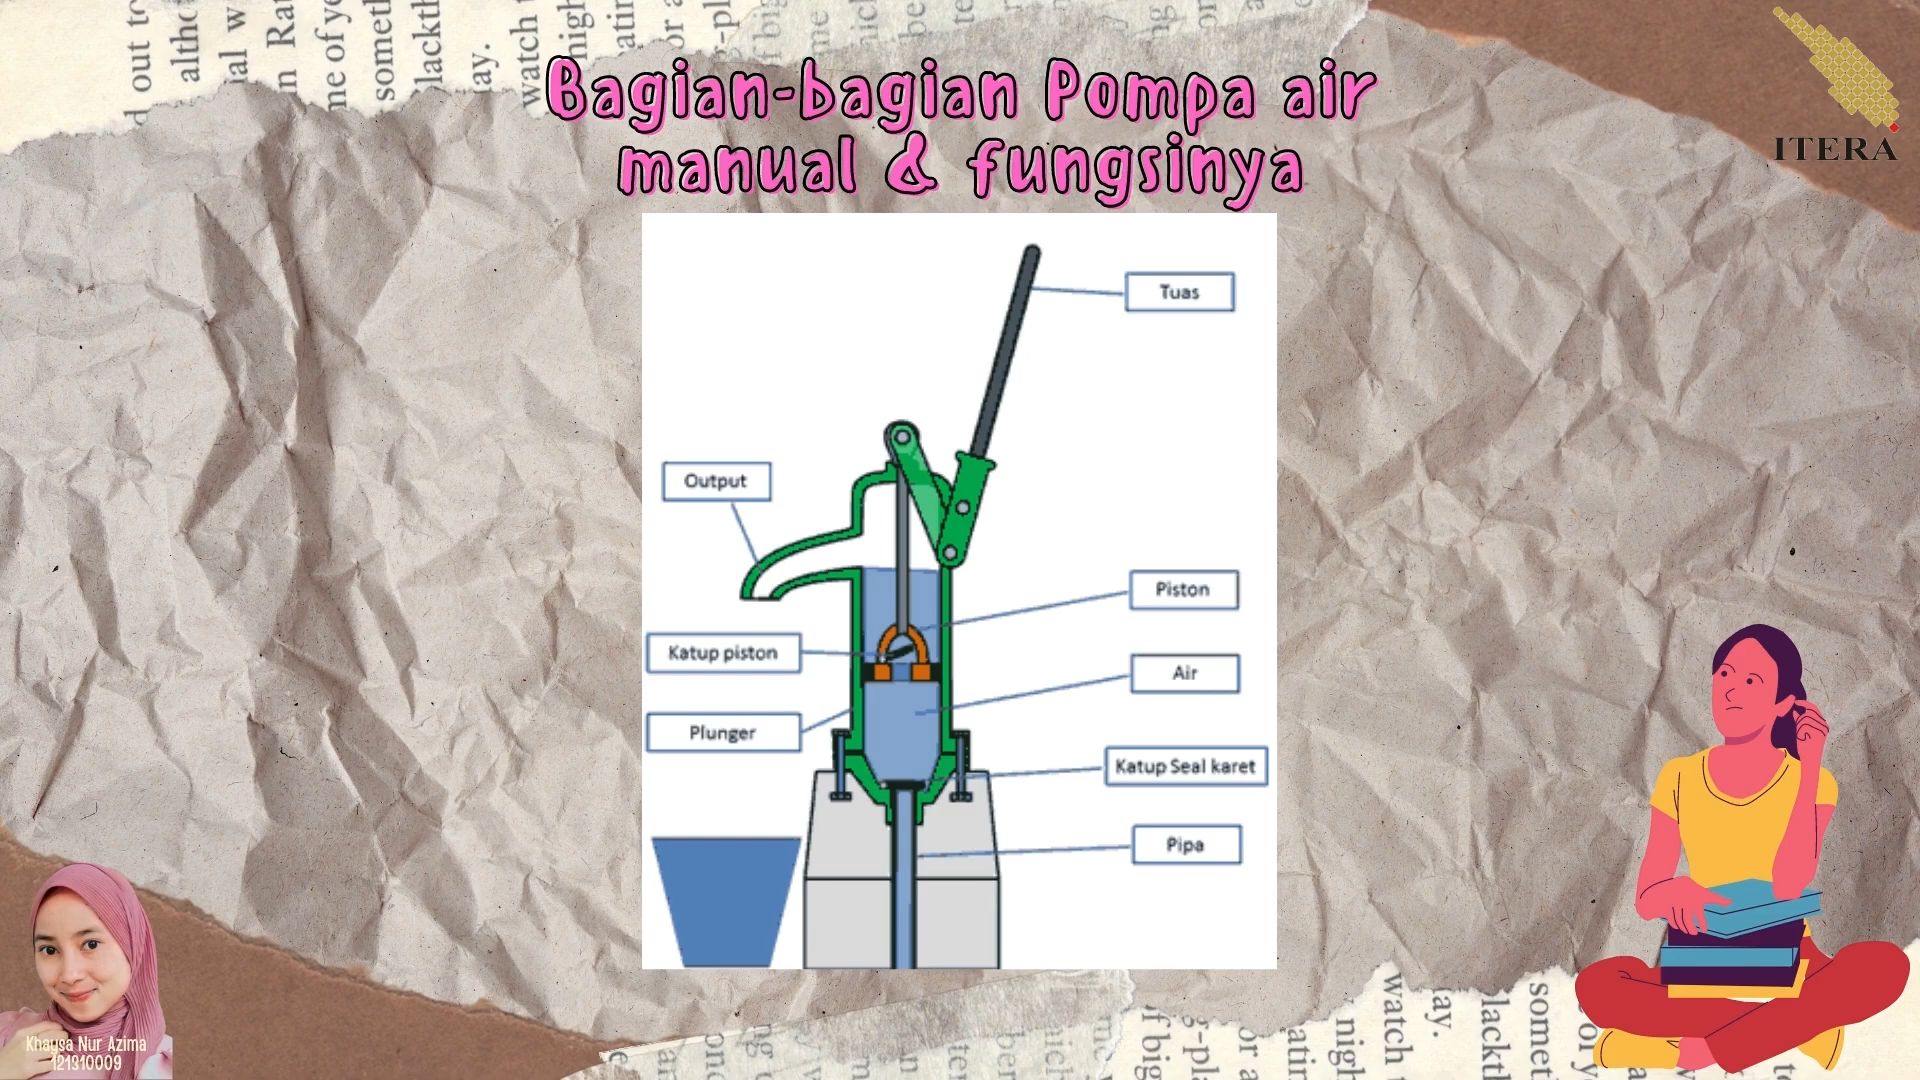 Bagian-bagian Pompa air
manual & fungsinya
ITERA
Tuas
Output
Piston
Katup piston
Air
Plunger
Katup Seal karet
Pipa
Khaysa Nur Azima
121310009